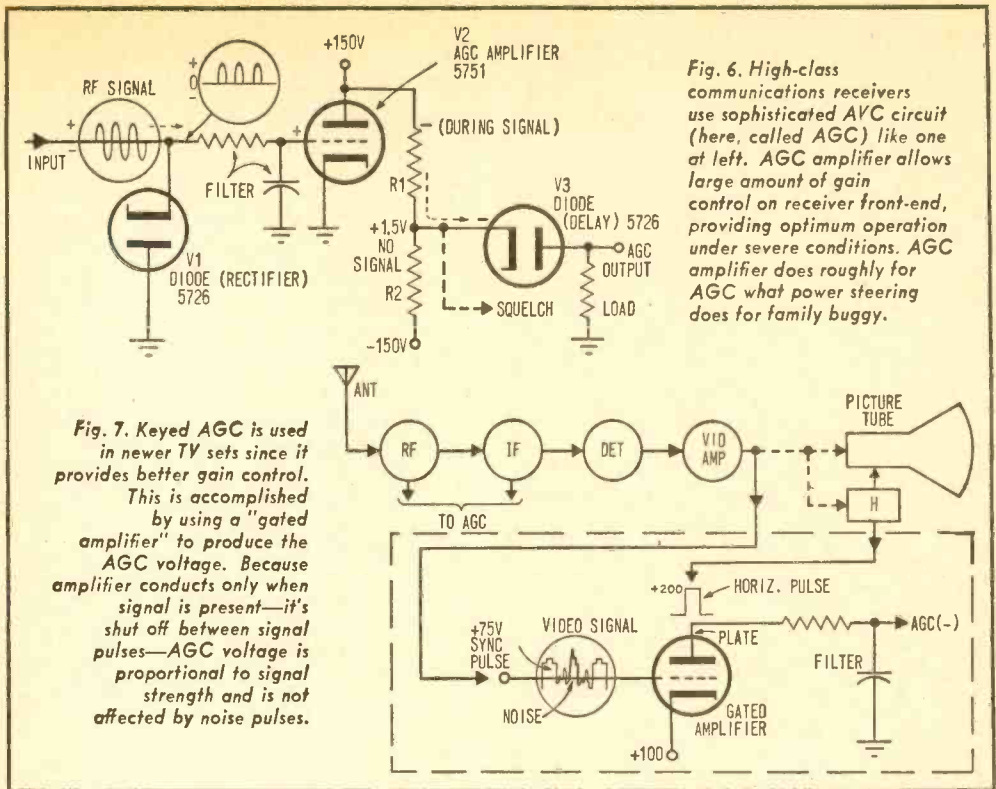 RF SIGNAL
+
0
-
+
-
INPUT
FILTER
V1
DIODE (RECTIFIER)
5726
+150V
V2
AGC AMPLIFIER
5751
+
- (DURING SIGNAL)
R1
+1.5V
NO
SIGNAL
R2
-150V
V3
DIODE
(DELAY) 5726
AGC
OUTPUT
SQUELCH
LOAD
Fig. 6. High-class
communications receivers
use sophisticated AVC circuit
(here, called AGC) like one
at left. AGC amplifier allows
large amount of gain
control on receiver front-end,
providing optimum operation
under severe conditions. AGC
amplifier does roughly for
AGC what power steering
does for family buggy.
Fig. 7. Keyed AGC is used
in newer TV sets since it
provides better gain control.
This is accomplished
by using a "gated
amplifier" to produce the
AGC voltage. Because
amplifier conducts only when
signal is present—it's
shut off between signal
pulses—AGC voltage is
proportional to signal
strength and is not
affected by noise pulses.
ANT
RF
IF
DET
VID
AMP
PICTURE
TUBE
H
TO AGC
+200
HORIZ. PULSE
+75V
SYNC
PULSE
VIDEO SIGNAL
NOISE
PLATE
GATED
AMPLIFIER
+100
FILTER
AGC(-)